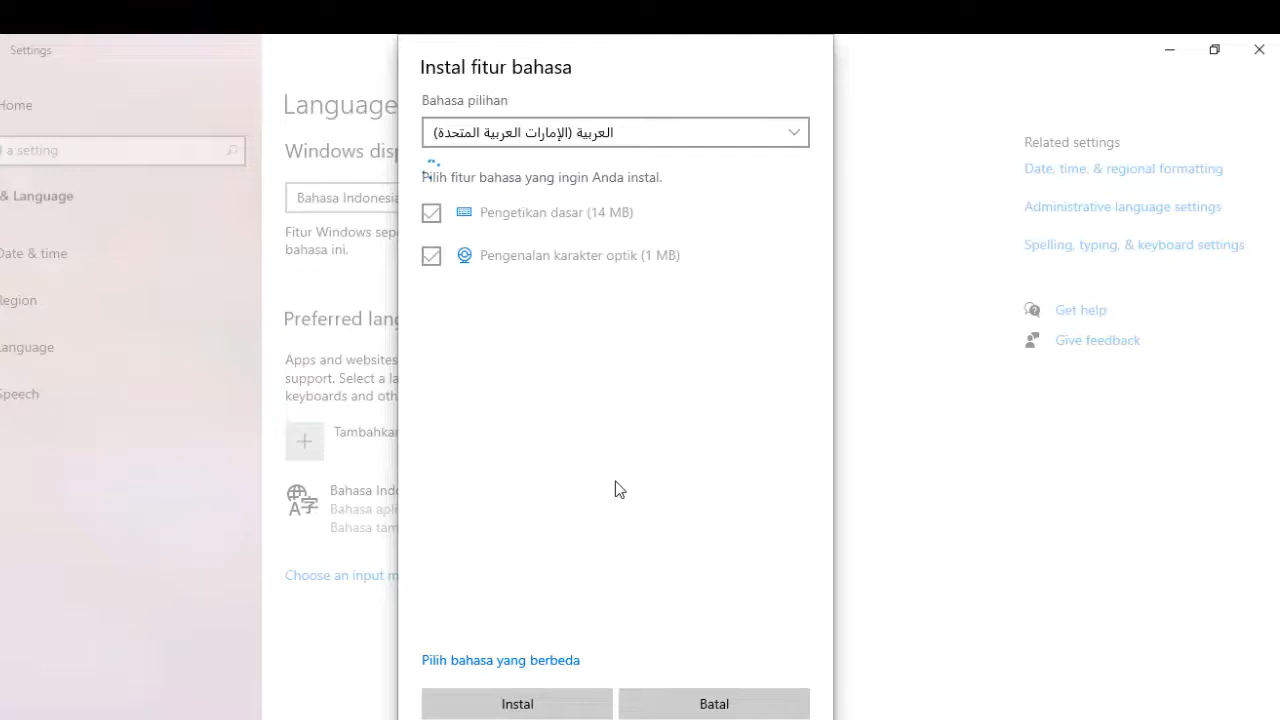 Settings
Home
a setting
& Language
Date & time
Region
Language
Speech
Language
Windows disp
Bahasa Indonesia
Fitur Windows sepe
bahasa ini.
Preferred lang
Apps and websites
support. Select a la
keyboards and oth
Tambahkan
Bahasa Indo
Bahasa apli
Bahasa tam
Choose an input m
Instal fitur bahasa
Bahasa pilihan
العربية (الإمارات العربية المتحدة)
Pilih fitur bahasa yang ingin Anda instal.
Pengetikan dasar (14 MB)
Pengenalan karakter optik (1 MB)
Pilih bahasa yang berbeda
Instal
Batal
Related settings
Date, time, & regional formatting
Administrative language settings
Spelling, typing, & keyboard settings
Get help
Give feedback